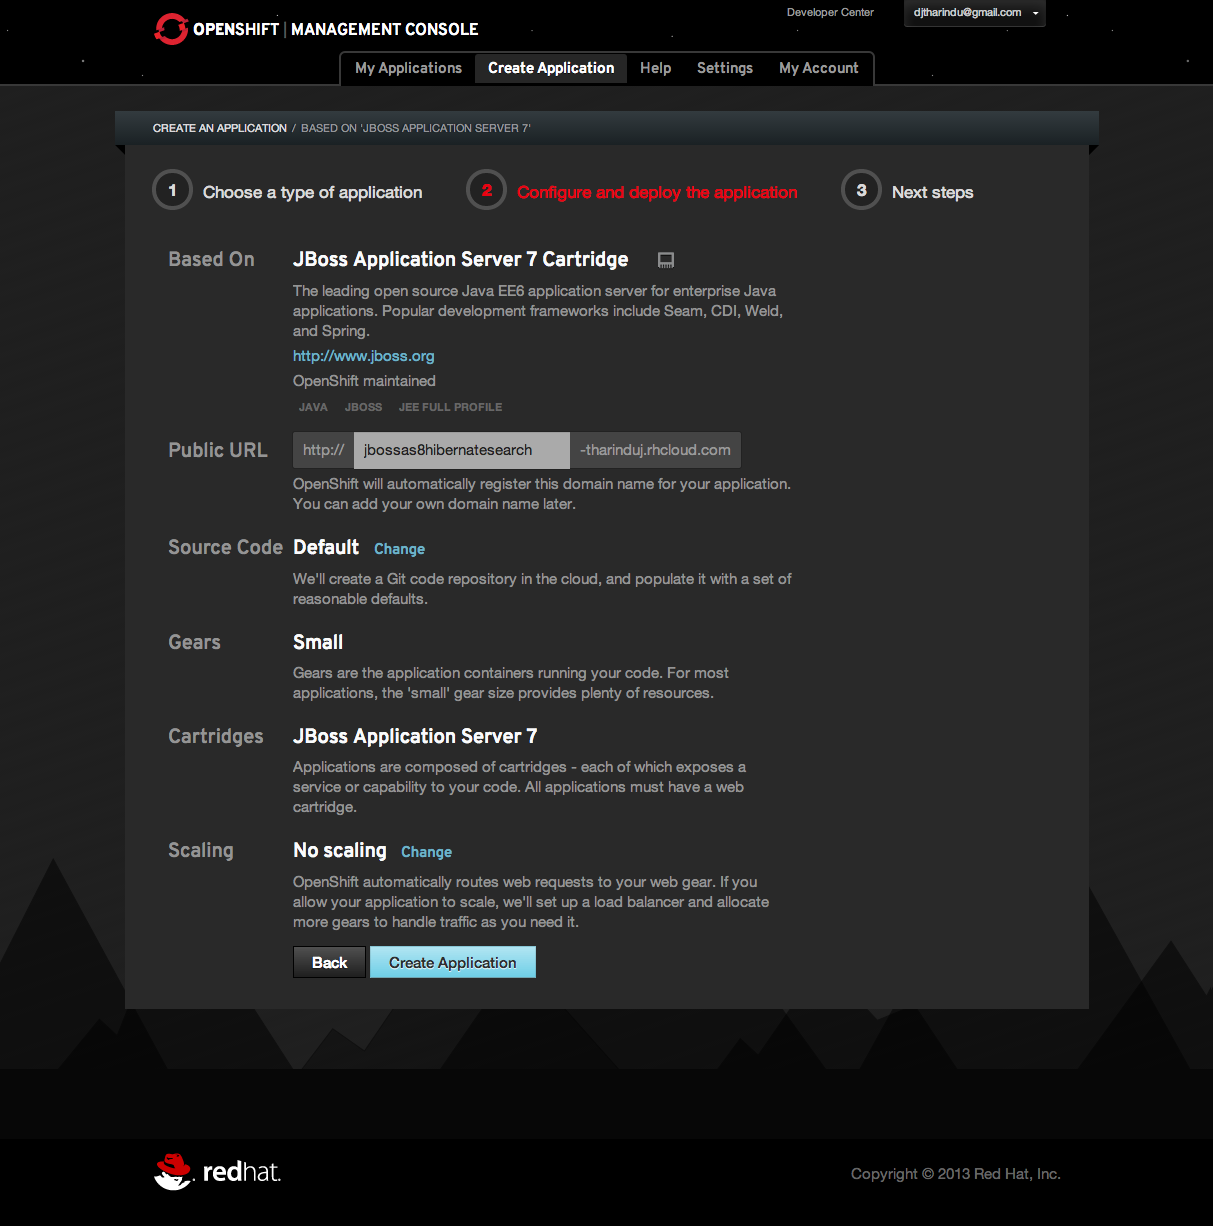 OPENSHIFT | MANAGEMENT CONSOLE
Developer Center
djtharindu@gmail.com
My Applications
Create Application
Help
Settings
My Account
CREATE AN APPLICATION / BASED ON 'JBOSS APPLICATION SERVER 7'
1 Choose a type of application
2 Configure and deploy the application
3 Next steps
Based On
JBoss Application Server 7 Cartridge
The leading open source Java EE6 application server for enterprise Java
applications. Popular development frameworks include Seam, CDI, Weld,
and Spring.
http://www.jboss.org
OpenShift maintained
JAVA JBOSS JEE FULL PROFILE
Public URL
http:// jbossas8hibernatesearch -tharinduj.rhcloud.com
OpenShift will automatically register this domain name for your application.
You can add your own domain name later.
Source Code
Default Change
We'll create a Git code repository in the cloud, and populate it with a set of
reasonable defaults.
Gears
Small
Gears are the application containers running your code. For most
applications, the 'small' gear size provides plenty of resources.
Cartridges
JBoss Application Server 7
Applications are composed of cartridges - each of which exposes a
service or capability to your code. All applications must have a web
cartridge.
Scaling
No scaling Change
OpenShift automatically routes web requests to your web gear. If you
allow your application to scale, we'll set up a load balancer and allocate
more gears to handle traffic as you need it.
Back
Create Application
redhat.
Copyright © 2013 Red Hat, Inc.